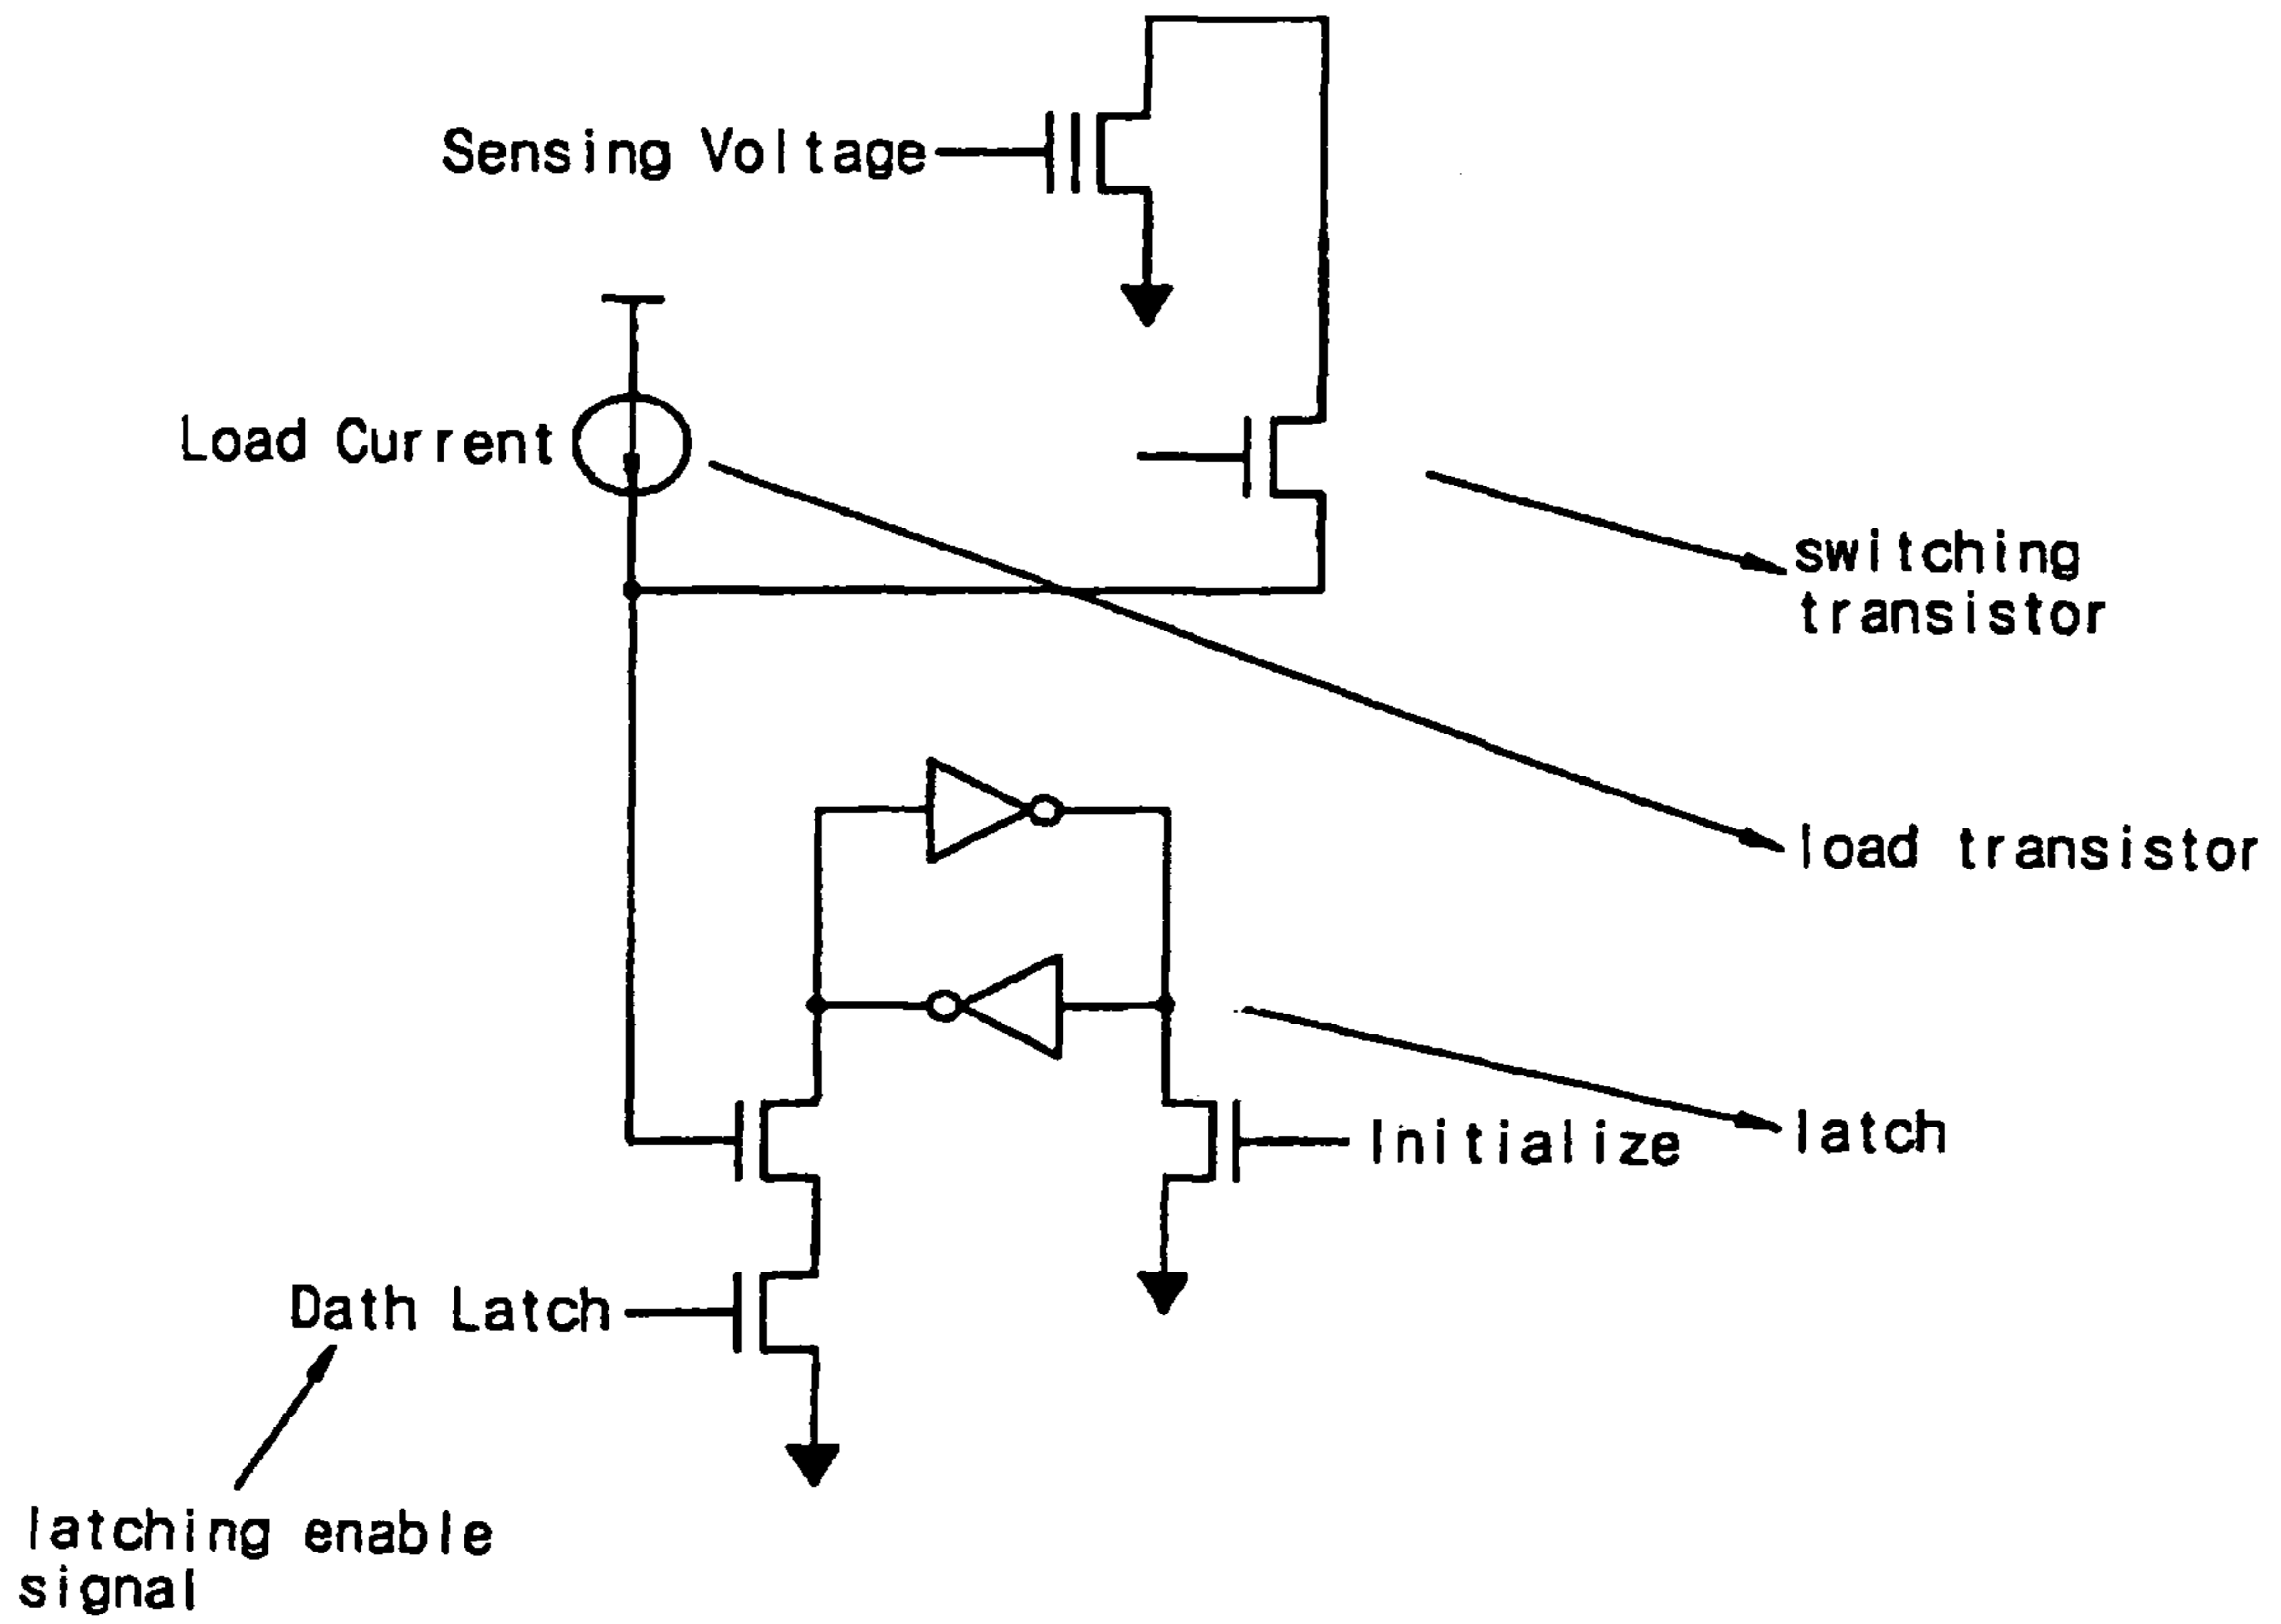 Sensing Voltage
Load Current
switching
transistor
load transistor
Initialize
latch
Dath Latch
latching enable
signal